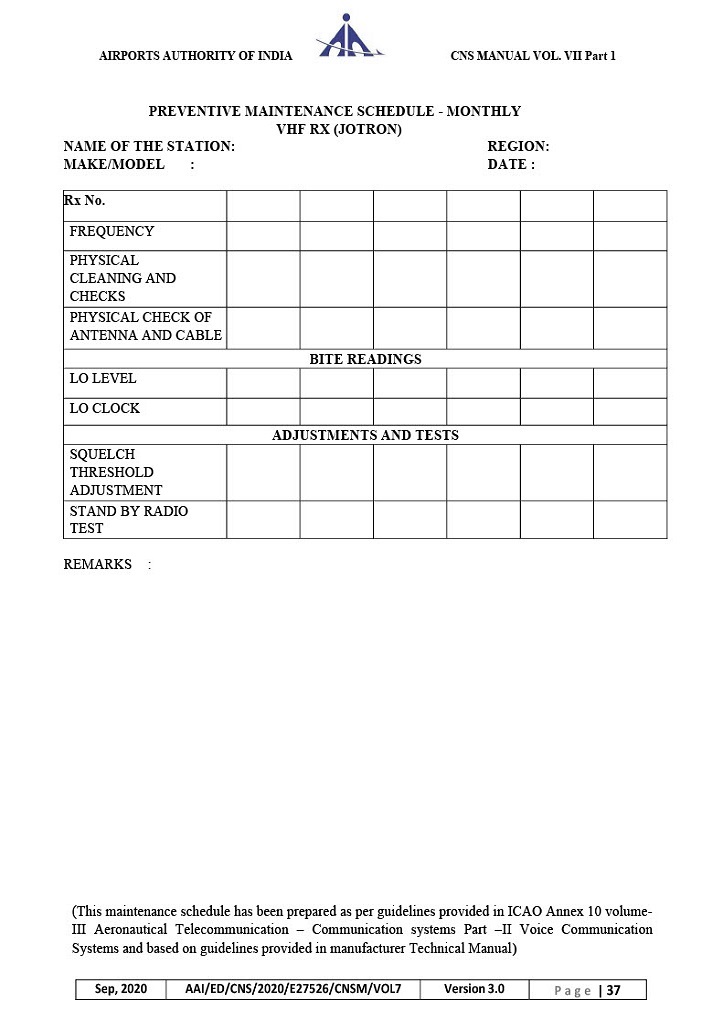 AIRPORTS AUTHORITY OF INDIA CNS MANUAL VOL. VII Part 1
PREVENTIVE MAINTENANCE SCHEDULE - MONTHLY
VHF RX (JOTRON)
NAME OF THE STATION: REGION:
MAKE/MODEL : DATE :
Rx No.
FREQUENCY
PHYSICAL
CLEANING AND
CHECKS
PHYSICAL CHECK OF
ANTENNA AND CABLE
BITE READINGS
LO LEVEL
LO CLOCK
ADJUSTMENTS AND TESTS
SQUELCH
THRESHOLD
ADJUSTMENT
STAND BY RADIO
TEST
REMARKS :
(This maintenance schedule has been prepared as per guidelines provided in ICAO Annex 10 volume-
III Aeronautical Telecommunication – Communication systems Part –II Voice Communication
Systems and based on guidelines provided in manufacturer Technical Manual)
Sep, 2020 AAI/ED/CNS/2020/E27526/CNSM/VOL7 Version 3.0 Page | 37